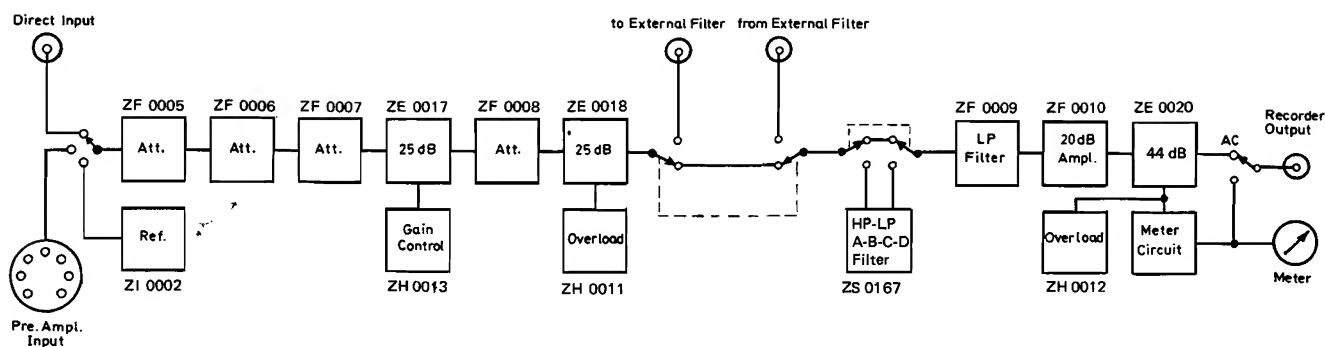 Direct Input
to External Filter
from External Filter
ZF 0005
ZF 0006
ZF 0007
ZE 0017
ZF 0008
ZE 0018
ZF 0009
ZF 0010
ZE 0020
Recorder
Output
Att.
Att.
Att.
25 dB
Att.
25 dB
LP
Filter
20dB
Ampl.
44 dB
AC
Ref.
Gain
Control
Overload
HP-LP
A-B-C-D
Filter
Overload
Meter
Circuit
ZI 0002
ZH 0013
ZH 0011
ZS 0167
ZH 0012
Meter
Pre. Ampl.
Input